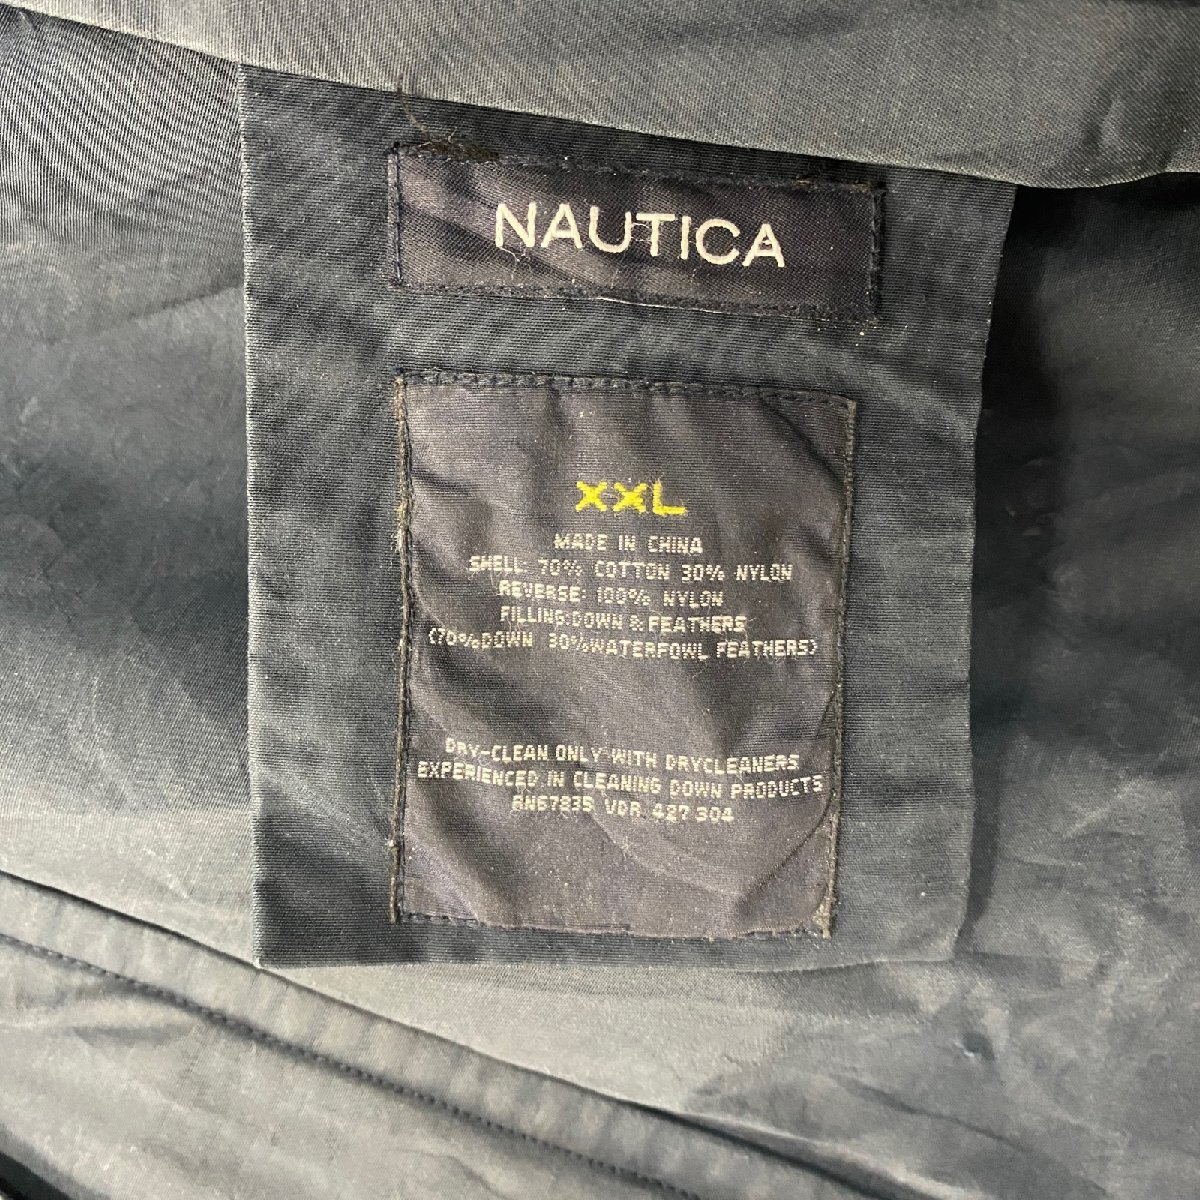 NAUTICA
XXL
MADE IN CHINA
SHELL: 70% COTTON 30% NYLON
REVERSE: 100% NYLON
FILLING:DOWN & FEATHERS
(70%DOWN 30%WATERFOWL FEATHERS)
DRY-CLEAN ONLY WITH DRYCLEANERS
EXPERIENCED IN CLEANING DOWN PRODUCTS
RN67835 VDR. 427 304